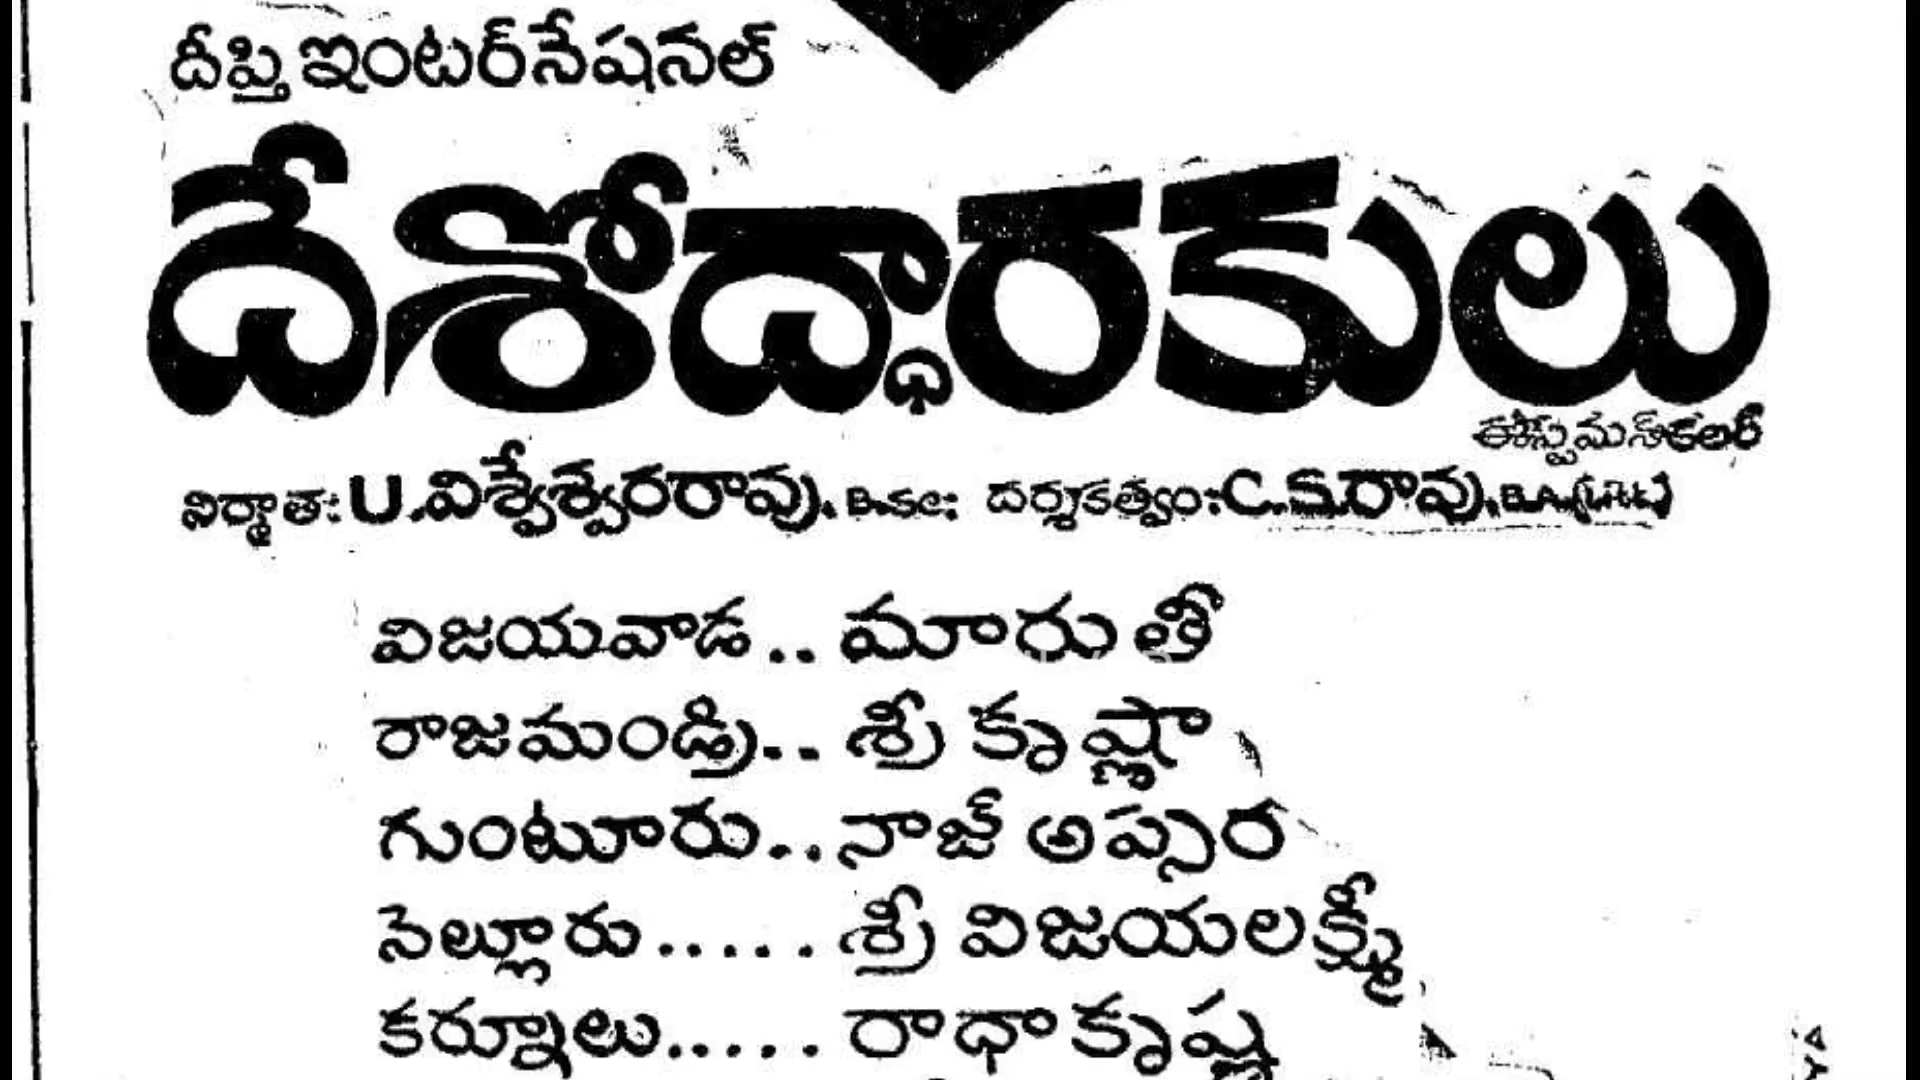 దీప్తి ఇంటర్‌నేషనల్
దేశోద్ధారకులు
ఈస్ట్‌మన్‌కలర్
నిర్మాత: U.విశ్వేశ్వరరావు. B.Sc; దర్శకత్వం: C.S.రావు, B.A.
విజయవాడ.. మారుతీ
రాజమండ్రి.. శ్రీ కృష్ణా
గుంటూరు.. నాజ్ అప్సర
నెల్లూరు..... శ్రీ విజయలక్ష్మీ
కర్నూలు..... రాధాకృష్ణ